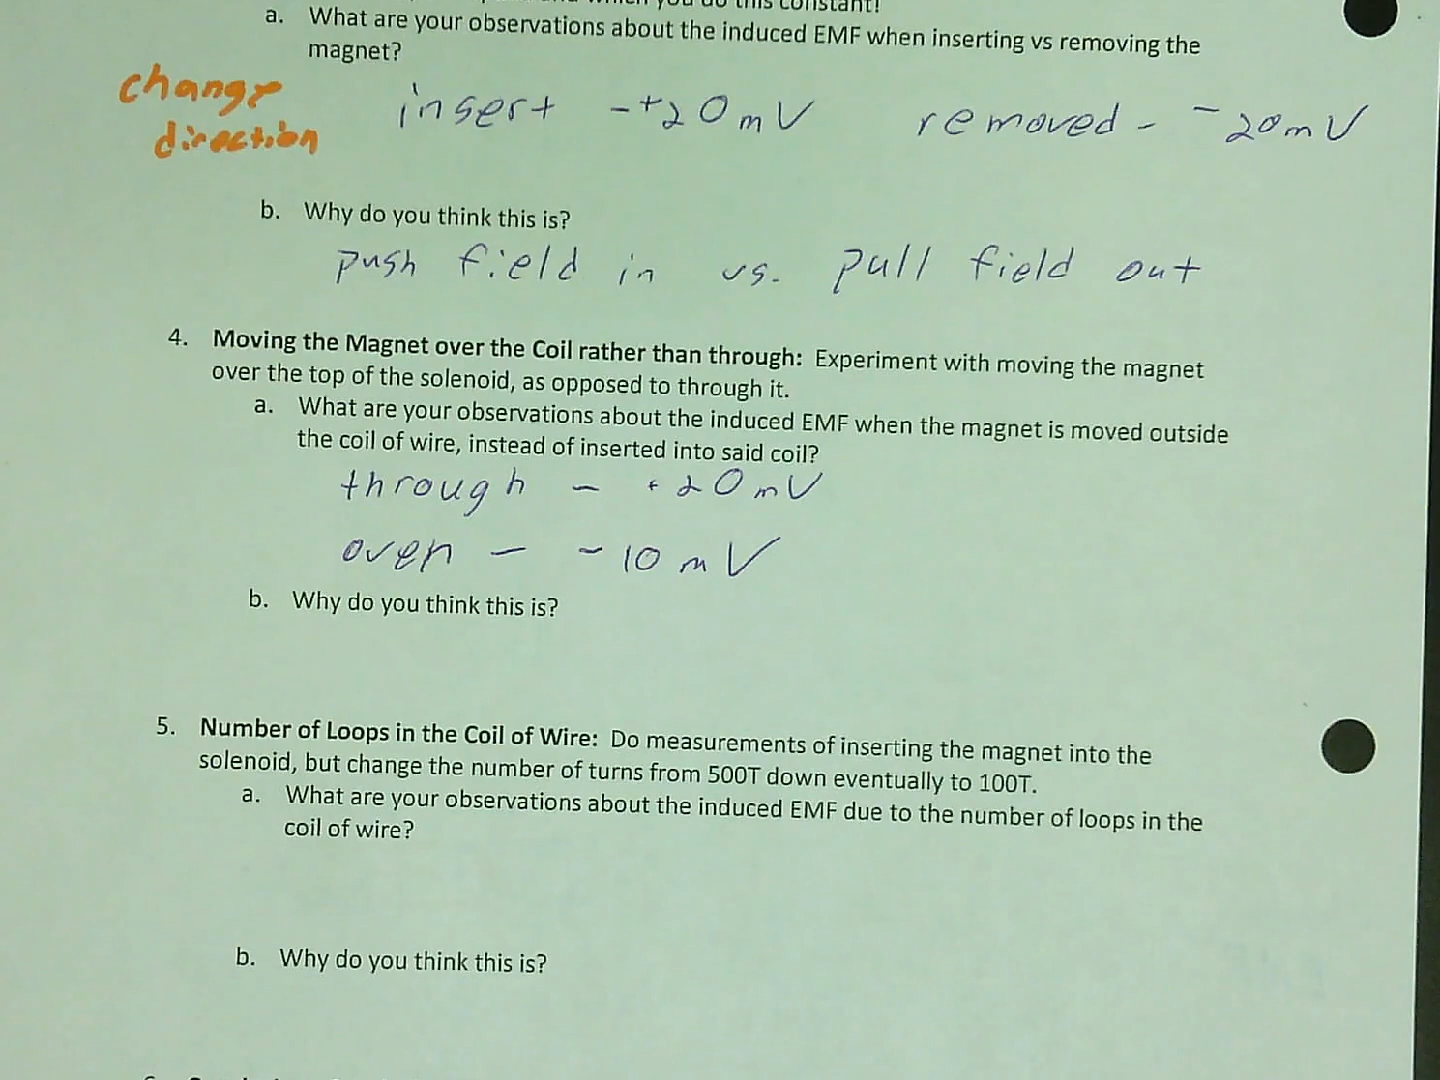 you do this constant!
a. What are your observations about the induced EMF when inserting vs removing the
magnet?
change
direction
insert -+20mV removed - -20mV
b. Why do you think this is?
push field in vs. pull field out
4. Moving the Magnet over the Coil rather than through: Experiment with moving the magnet
over the top of the solenoid, as opposed to through it.
a. What are your observations about the induced EMF when the magnet is moved outside
the coil of wire, instead of inserted into said coil?
through - +20mV
over - -10mV
b. Why do you think this is?
5. Number of Loops in the Coil of Wire: Do measurements of inserting the magnet into the
solenoid, but change the number of turns from 500T down eventually to 100T.
a. What are your observations about the induced EMF due to the number of loops in the
coil of wire?
b. Why do you think this is?